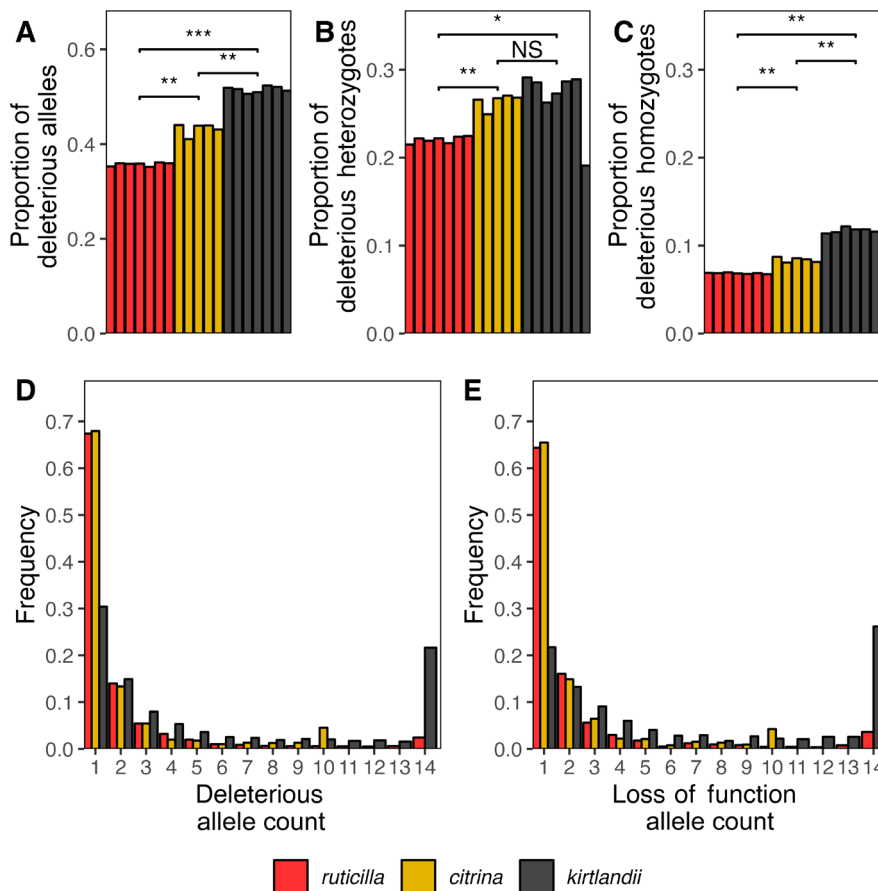 A
Proportion of
deleterious alleles
0.6
0.4
0.2
0.0
***
**
**
B
Proportion of
deleterious heterozygotes
0.3
0.2
0.1
0.0
*
NS
**
C
Proportion of
deleterious homozygotes
0.3
0.2
0.1
0.0
**
**
**
D
Frequency
0.7
0.6
0.5
0.4
0.3
0.2
0.1
0.0
1 2 3 4 5 6 7 8 9 10 11 12 13 14
Deleterious
allele count
E
Frequency
0.7
0.6
0.5
0.4
0.3
0.2
0.1
0.0
1 2 3 4 5 6 7 8 9 10 11 12 13 14
Loss of function
allele count
ruticilla citrina kirtlandii